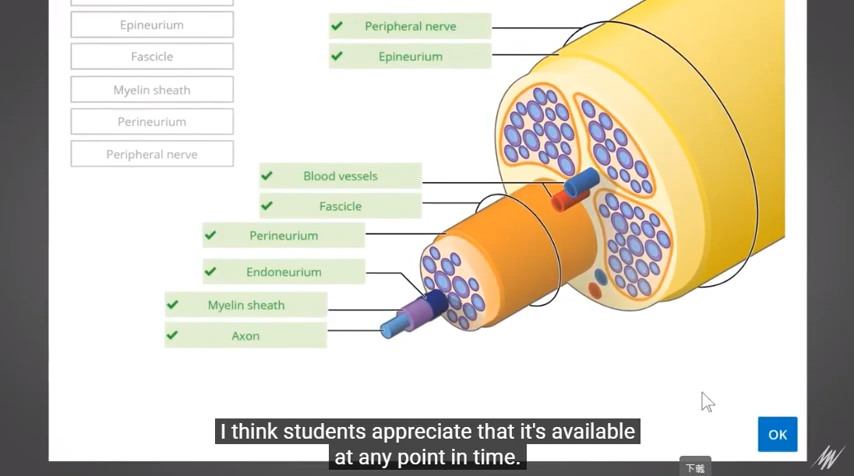 Epineurium
Fascicle
Myelin sheath
Perineurium
Peripheral nerve
Peripheral nerve
Epineurium
Blood vessels
Fascicle
Perineurium
Endoneurium
Myelin sheath
Axon
OK
I think students appreciate that it's available
at any point in time.
下載